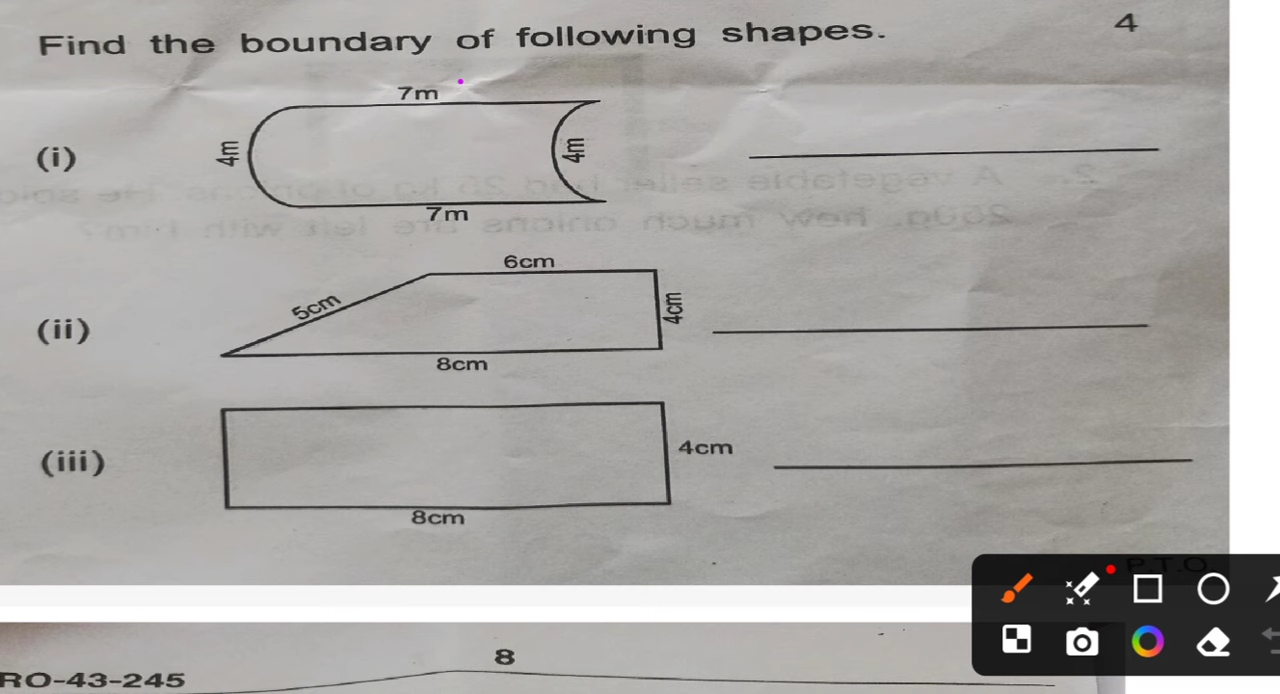 Find the boundary of following shapes. 4
7m
(i) 4m 4m
7m
6cm
5cm
(ii) 4cm
8cm
(iii) 4cm
8cm
P.T.O.
8
RO-43-245